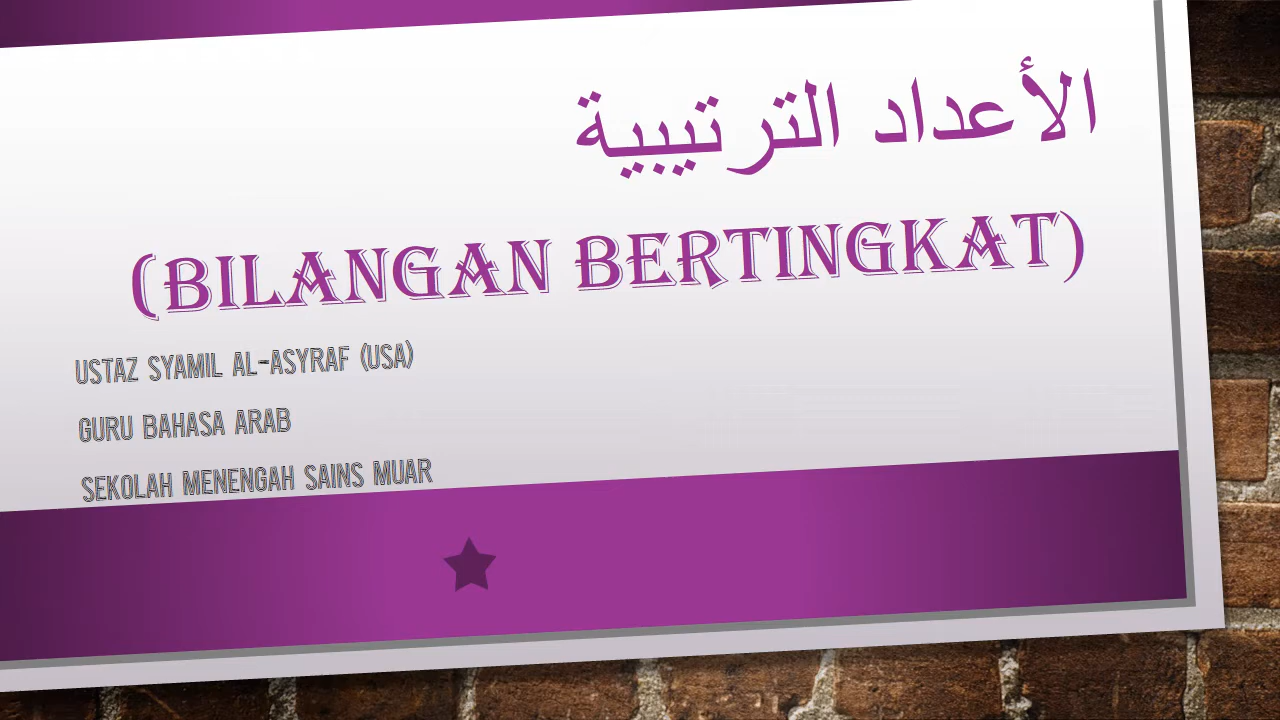 الأعداد الترتيبية
(BILANGAN BERTINGKAT)
USTAZ SYAMIL AL-ASYRAF (USA)
GURU BAHASA ARAB
SEKOLAH MENENGAH SAINS MUAR